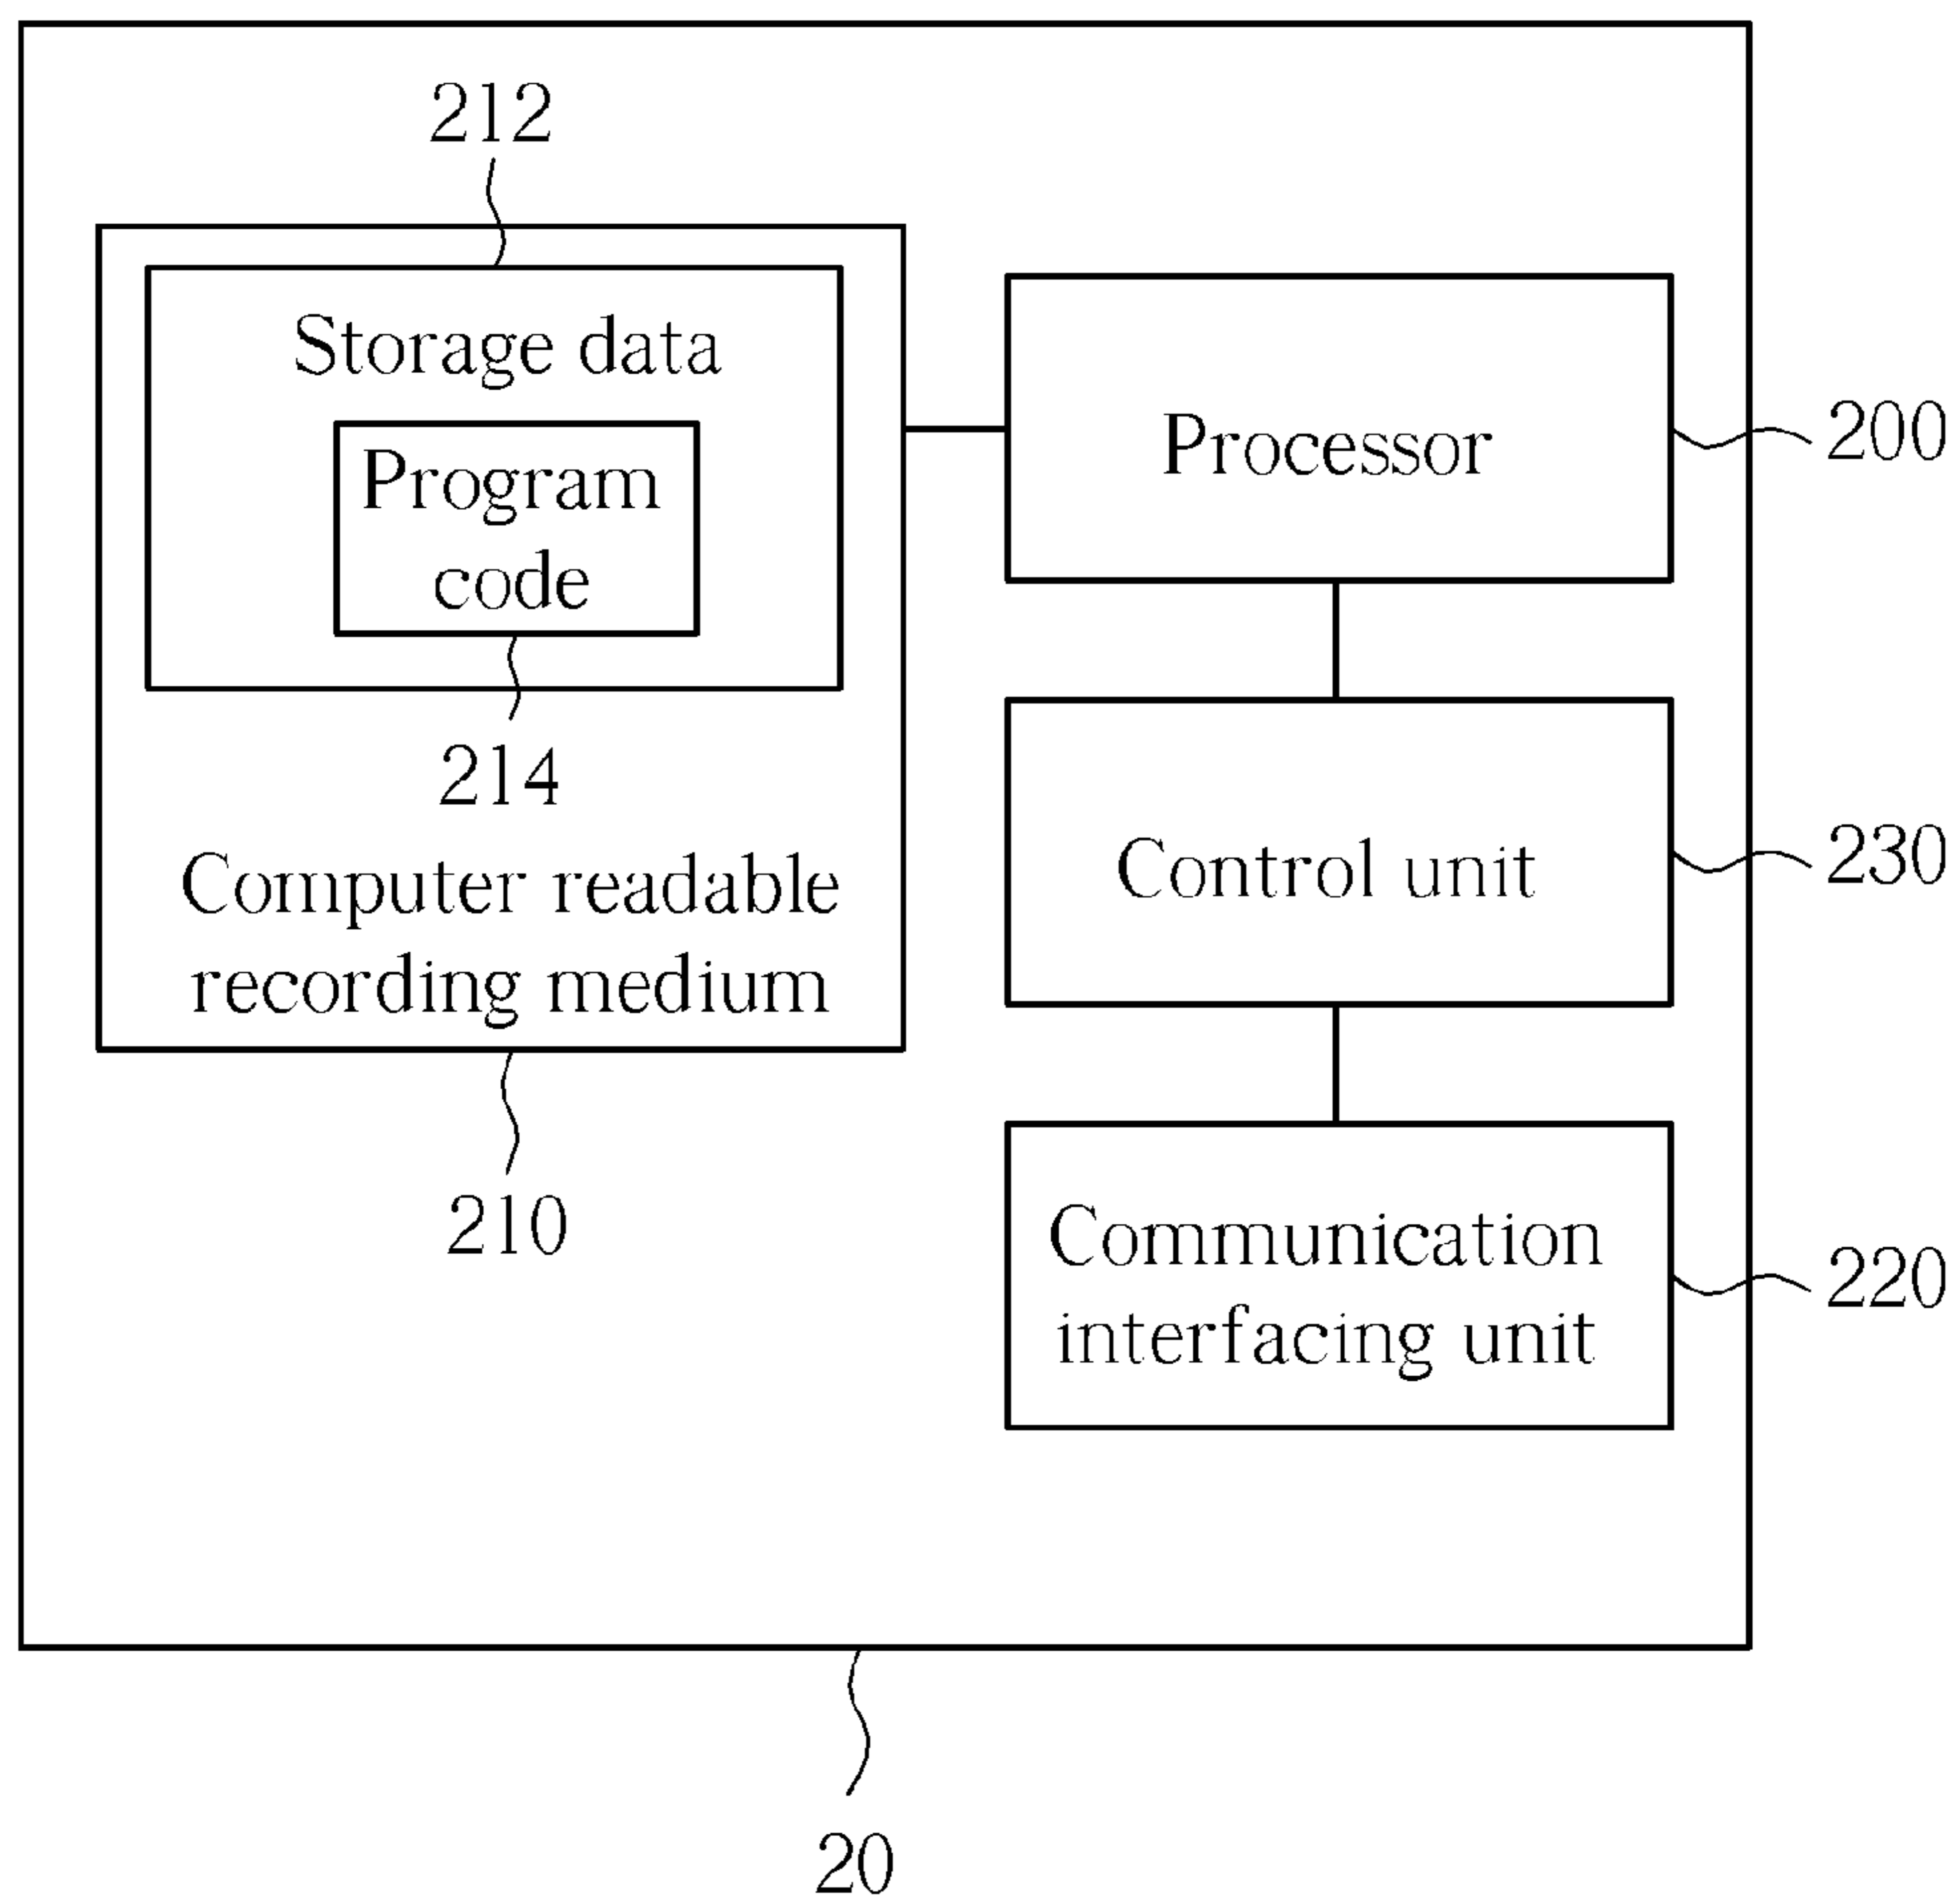 212
Storage data
Program
code
214
Computer readable
recording medium
210
Processor
200
Control unit
230
Communication
interfacing unit
220
20